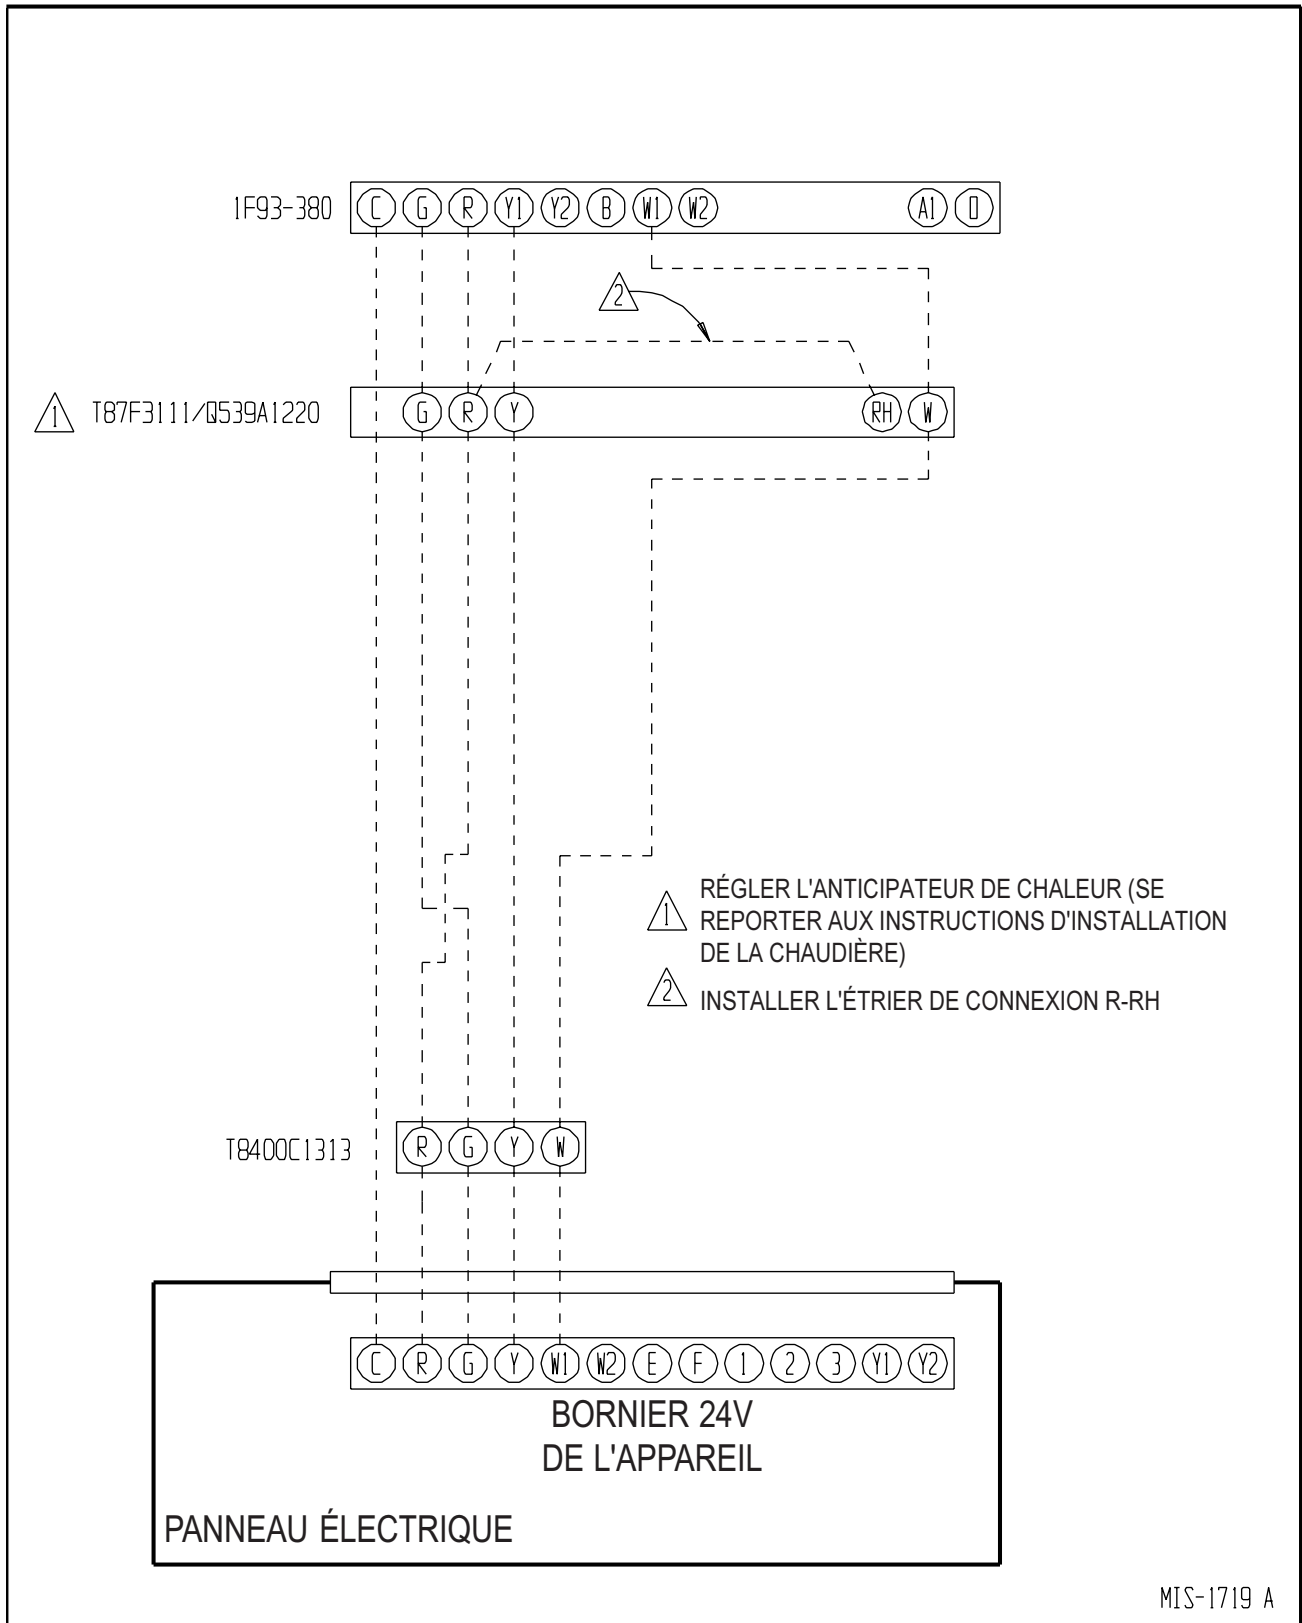 1F93-380 C G R Y1 Y2 B W1 W2 A1 O
2
1 T87F3111/Q539A1220 G R Y RH W
1 RÉGLER L'ANTICIPATEUR DE CHALEUR (SE
REPORTER AUX INSTRUCTIONS D'INSTALLATION
DE LA CHAUDIÈRE)
2 INSTALLER L'ÉTRIER DE CONNEXION R-RH
T8400C1313 R G Y W
C R G Y W1 W2 E F 1 2 3 Y1 Y2
BORNIER 24V
DE L'APPAREIL
PANNEAU ÉLECTRIQUE
MIS-1719 A